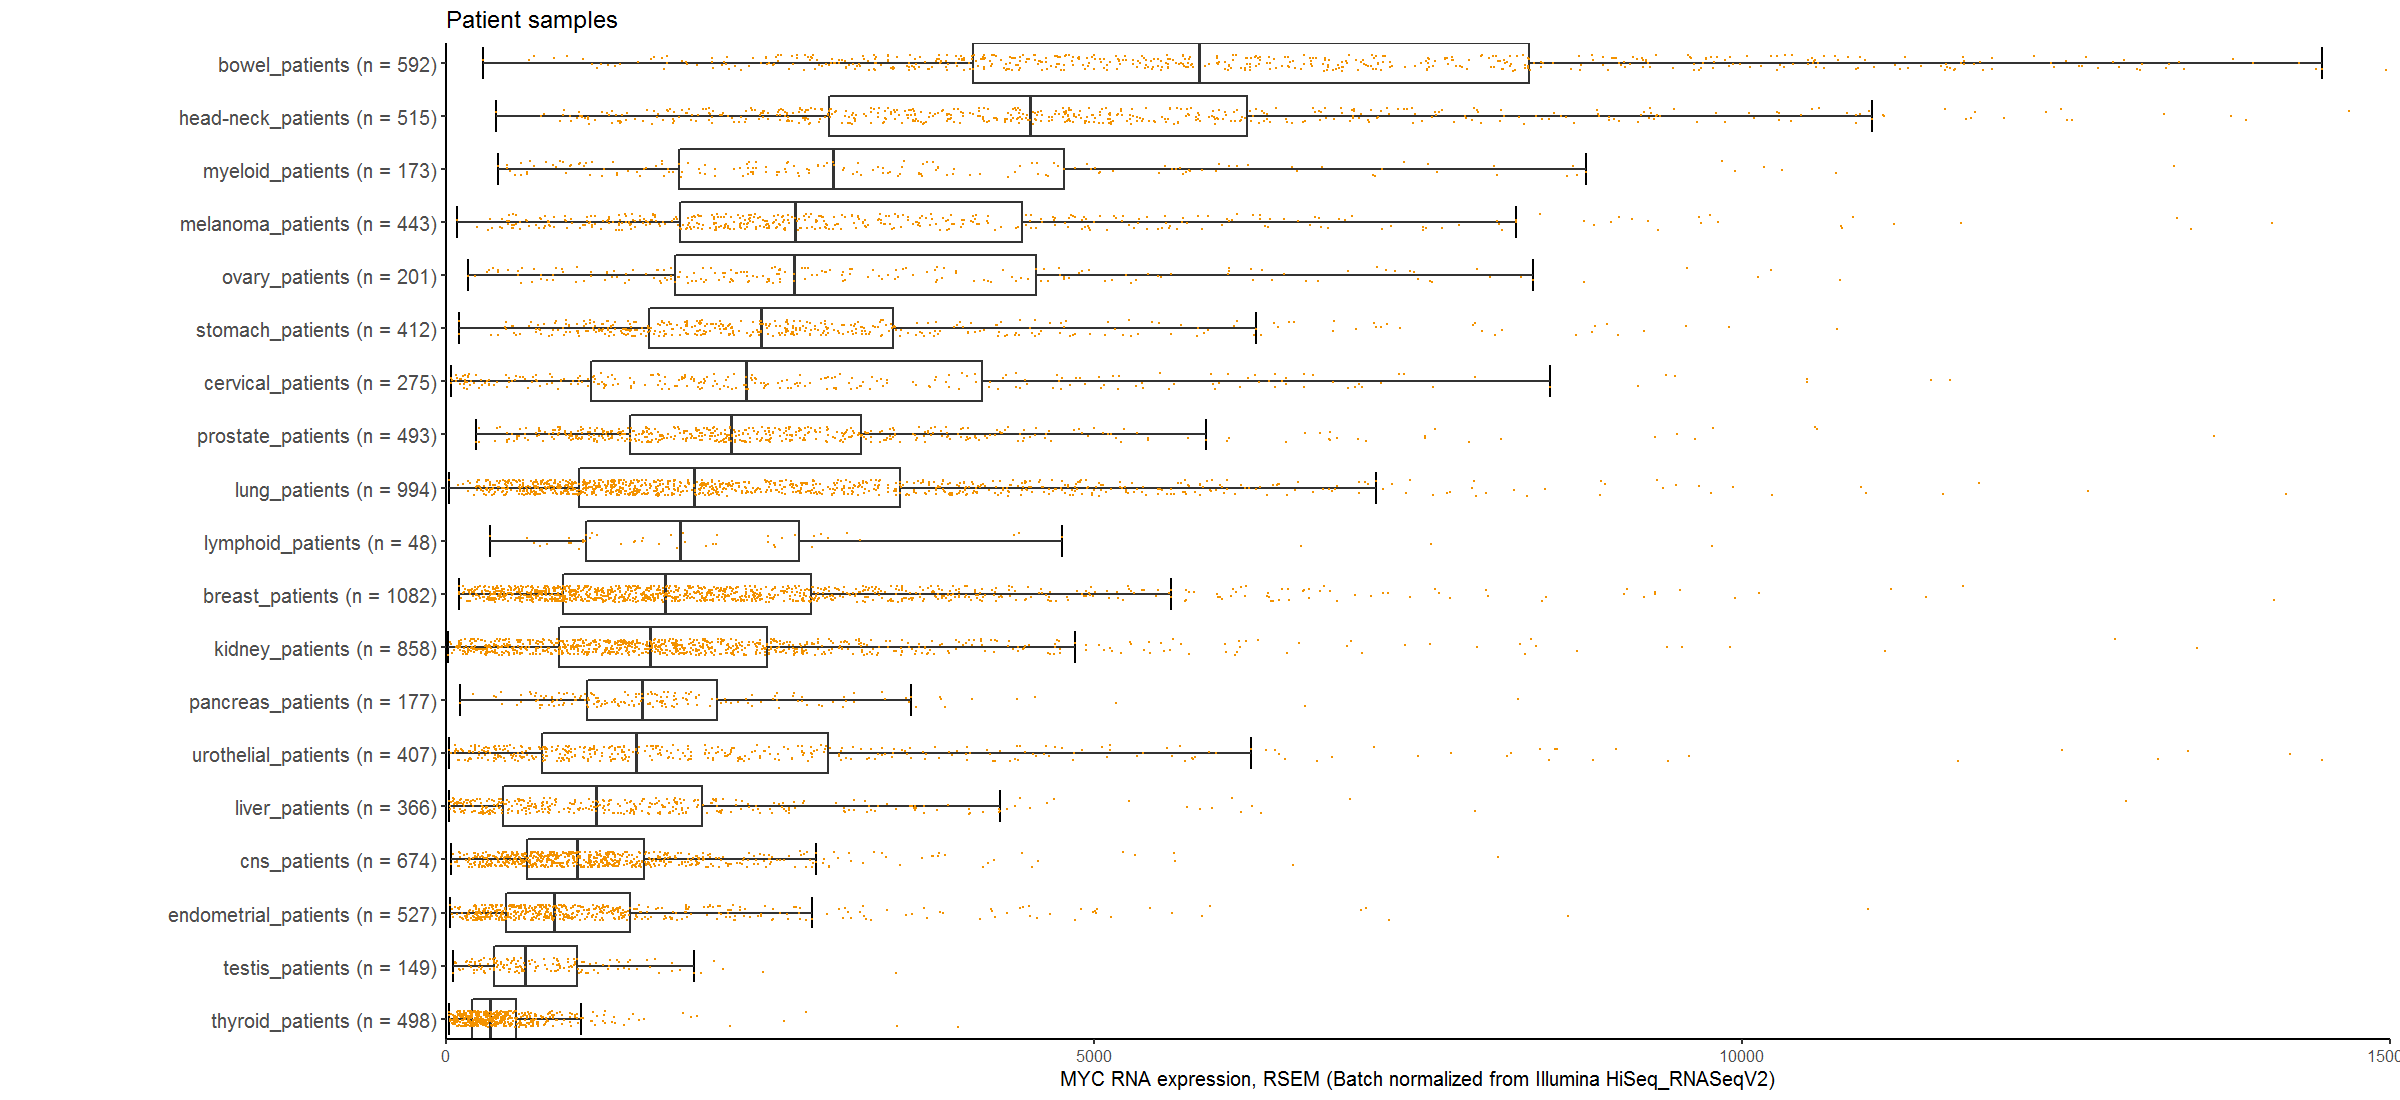 Patient samples
bowel_patients (n = 592)
head-neck_patients (n = 515)
myeloid_patients (n = 173)
melanoma_patients (n = 443)
ovary_patients (n = 201)
stomach_patients (n = 412)
cervical_patients (n = 275)
prostate_patients (n = 493)
lung_patients (n = 994)
lymphoid_patients (n = 48)
breast_patients (n = 1082)
kidney_patients (n = 858)
pancreas_patients (n = 177)
urothelial_patients (n = 407)
liver_patients (n = 366)
cns_patients (n = 674)
endometrial_patients (n = 527)
testis_patients (n = 149)
thyroid_patients (n = 498)
0 5000 10000 1500
MYC RNA expression, RSEM (Batch normalized from Illumina HiSeq_RNASeqV2)